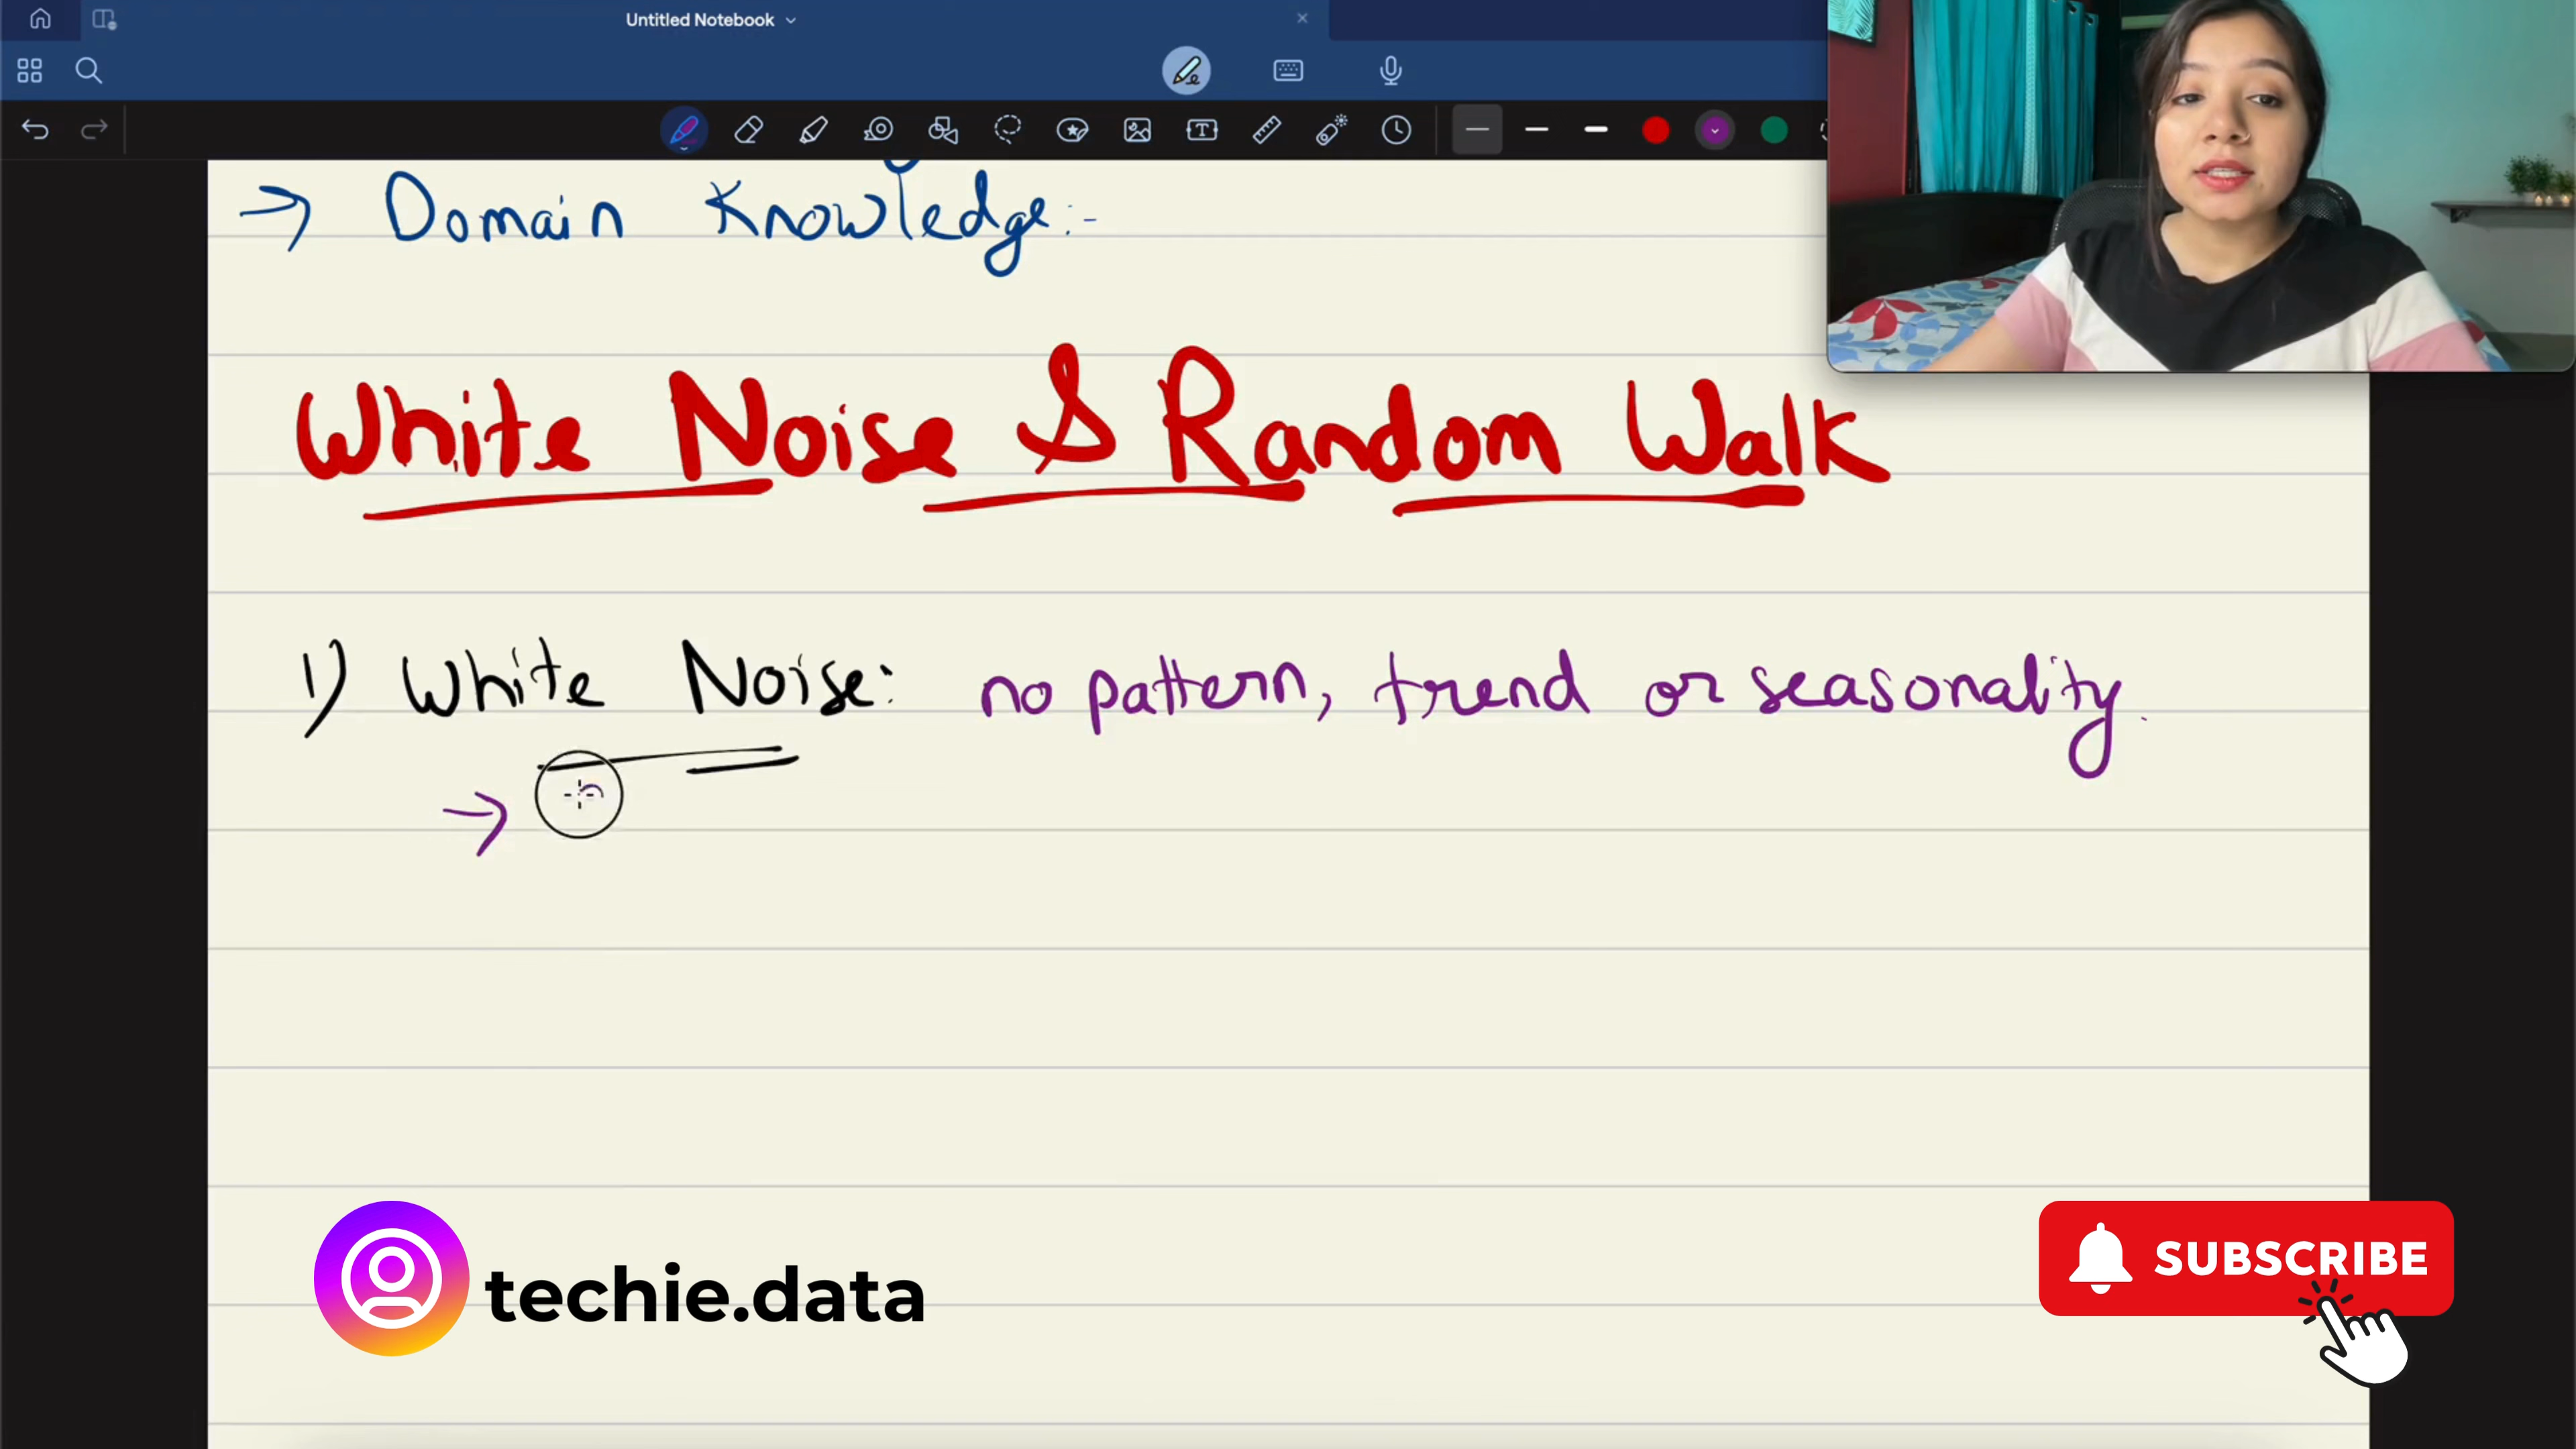 Untitled Notebook
→ Domain Knowledge:-
White Noise & Random Walk
1) White Noise: no pattern, trend or seasonality.
→
techie.data
SUBSCRIBE